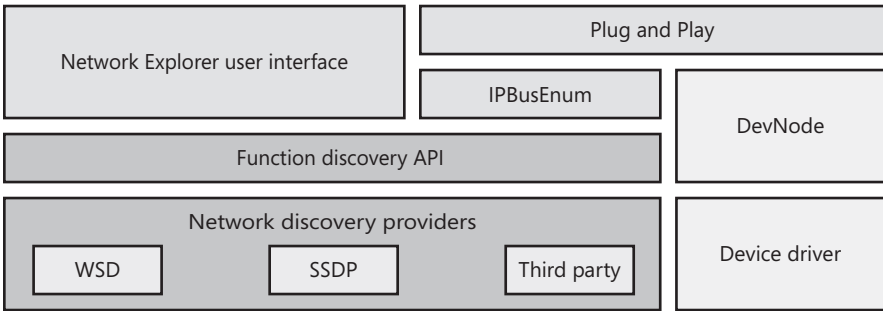 Network Explorer user interface
Plug and Play
IPBusEnum
DevNode
Function discovery API
Network discovery providers
WSD
SSDP
Third party
Device driver